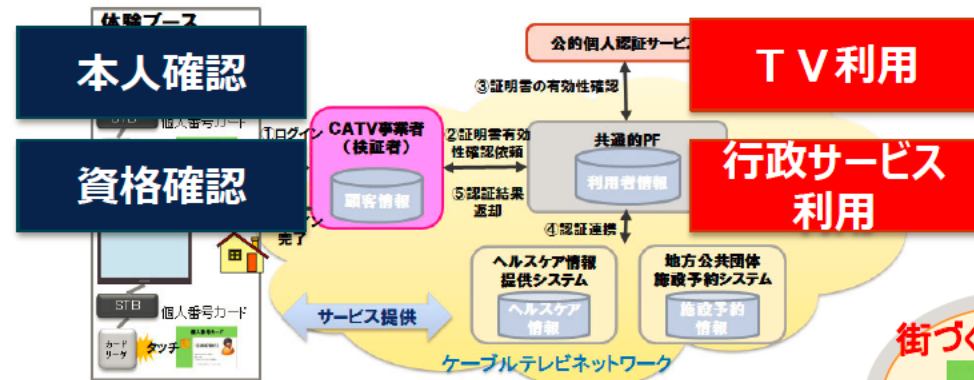 体験ブース
本人確認
STB
個人番号カード
資格確認
①ログイン
完了
STB
個人番号カード
カード
リーダ
タッチ
個人番号カード
CATV事業者
(検証者)
顧客情報
②証明書有効
性確認依頼
⑤認証結果
返却
公的個人認証サービ
③証明書の有効性確認
共通的PF
利用者情報
④認証連携
TV利用
行政サービス
利用
ヘルスケア情報
提供システム
ヘルスケア
情報
地方公共団体
施設予約システム
施設予約
情報
サービス提供
ケーブルテレビネットワーク
街づく